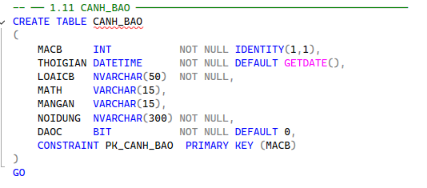 -- ── 1.11 CANH_BAO ──────────────────────────────
CREATE TABLE CANH_BAO
(
    MACB     INT           NOT NULL IDENTITY(1,1),
    THOIGIAN DATETIME      NOT NULL DEFAULT GETDATE(),
    LOAICB   NVARCHAR(50)  NOT NULL,
    MATH     VARCHAR(15),
    MANGAN   VARCHAR(15),
    NOIDUNG  NVARCHAR(300) NOT NULL,
    DAOC     BIT           NOT NULL DEFAULT 0,
    CONSTRAINT PK_CANH_BAO  PRIMARY KEY (MACB)
)
GO